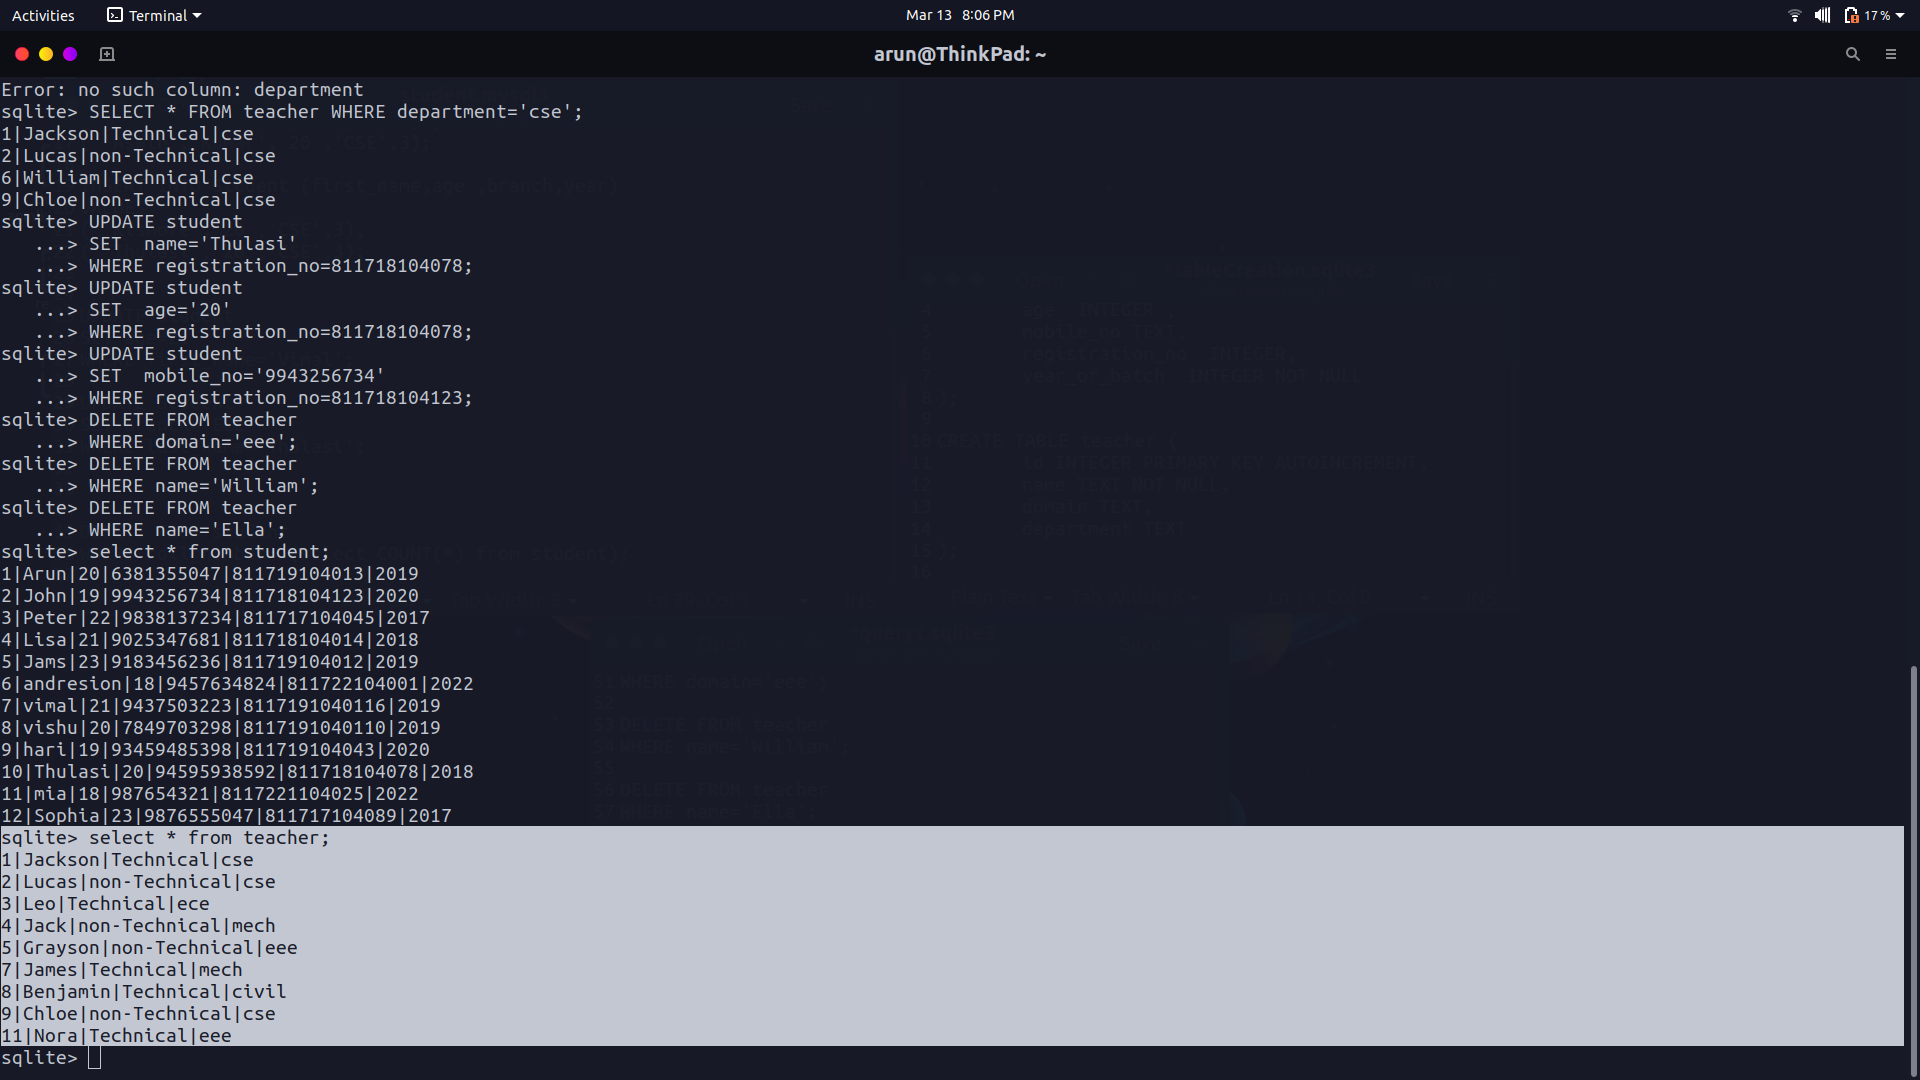 Activities Terminal Mar 13 8:06 PM 17 %
arun@ThinkPad: ~
Error: no such column: department
sqlite> SELECT * FROM teacher WHERE department='cse';
1|Jackson|Technical|cse
2|Lucas|non-Technical|cse
6|William|Technical|cse
9|Chloe|non-Technical|cse
sqlite> UPDATE student
   ...> SET  name='Thulasi'
   ...> WHERE registration_no=811718104078;
sqlite> UPDATE student
   ...> SET  age='20'
   ...> WHERE registration_no=811718104078;
sqlite> UPDATE student
   ...> SET  mobile_no='9943256734'
   ...> WHERE registration_no=811718104123;
sqlite> DELETE FROM teacher
   ...> WHERE domain='eee';
sqlite> DELETE FROM teacher
   ...> WHERE name='William';
sqlite> DELETE FROM teacher
   ...> WHERE name='Ella';
sqlite> select * from student;
1|Arun|20|6381355047|811719104013|2019
2|John|19|9943256734|811718104123|2020
3|Peter|22|9838137234|811717104045|2017
4|Lisa|21|9025347681|811718104014|2018
5|Jams|23|9183456236|811719104012|2019
6|andresion|18|9457634824|811722104001|2022
7|vimal|21|9437503223|8117191040116|2019
8|vishu|20|7849703298|8117191040110|2019
9|hari|19|93459485398|811719104043|2020
10|Thulasi|20|94595938592|811718104078|2018
11|mia|18|987654321|8117221104025|2022
12|Sophia|23|9876555047|811717104089|2017
sqlite> select * from teacher;
1|Jackson|Technical|cse
2|Lucas|non-Technical|cse
3|Leo|Technical|ece
4|Jack|non-Technical|mech
5|Grayson|non-Technical|eee
7|James|Technical|mech
8|Benjamin|Technical|civil
9|Chloe|non-Technical|cse
11|Nora|Technical|eee
sqlite>